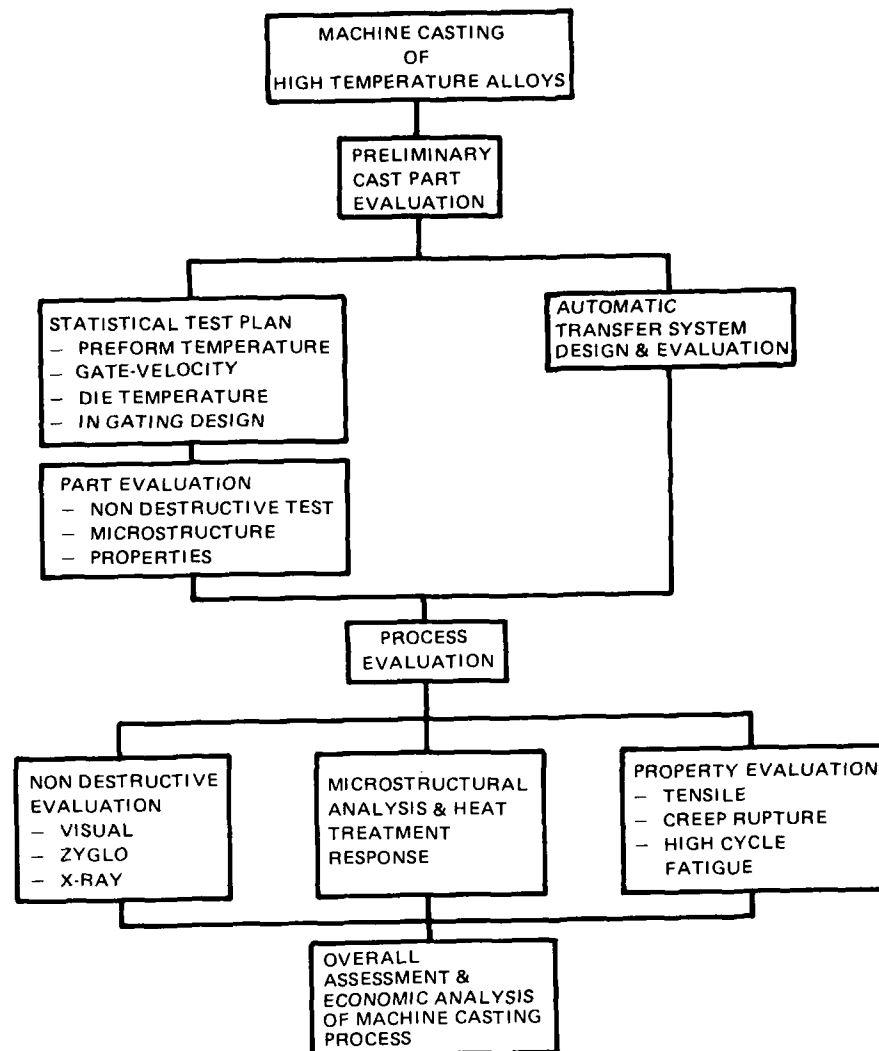 MACHINE CASTING
OF
HIGH TEMPERATURE ALLOYS
PRELIMINARY
CAST PART
EVALUATION
STATISTICAL TEST PLAN
– PREFORM TEMPERATURE
– GATE-VELOCITY
– DIE TEMPERATURE
– IN GATING DESIGN
AUTOMATIC
TRANSFER SYSTEM
DESIGN & EVALUATION
PART EVALUATION
– NON DESTRUCTIVE TEST
– MICROSTRUCTURE
– PROPERTIES
PROCESS
EVALUATION
NON DESTRUCTIVE
EVALUATION
– VISUAL
– ZYGLO
– X-RAY
MICROSTRUCTURAL
ANALYSIS & HEAT
TREATMENT
RESPONSE
PROPERTY EVALUATION
– TENSILE
– CREEP RUPTURE
– HIGH CYCLE
FATIGUE
OVERALL
ASSESSMENT &
ECONOMIC ANALYSIS
OF MACHINE CASTING
PROCESS